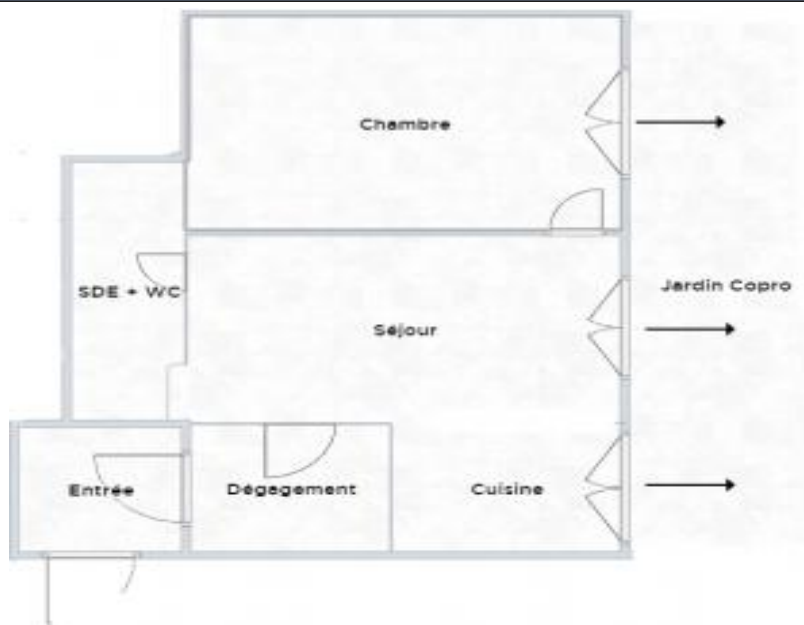 Chambre
SDE + WC
Jardin Copro
Séjour
Entrée
Dégagement
Cuisine